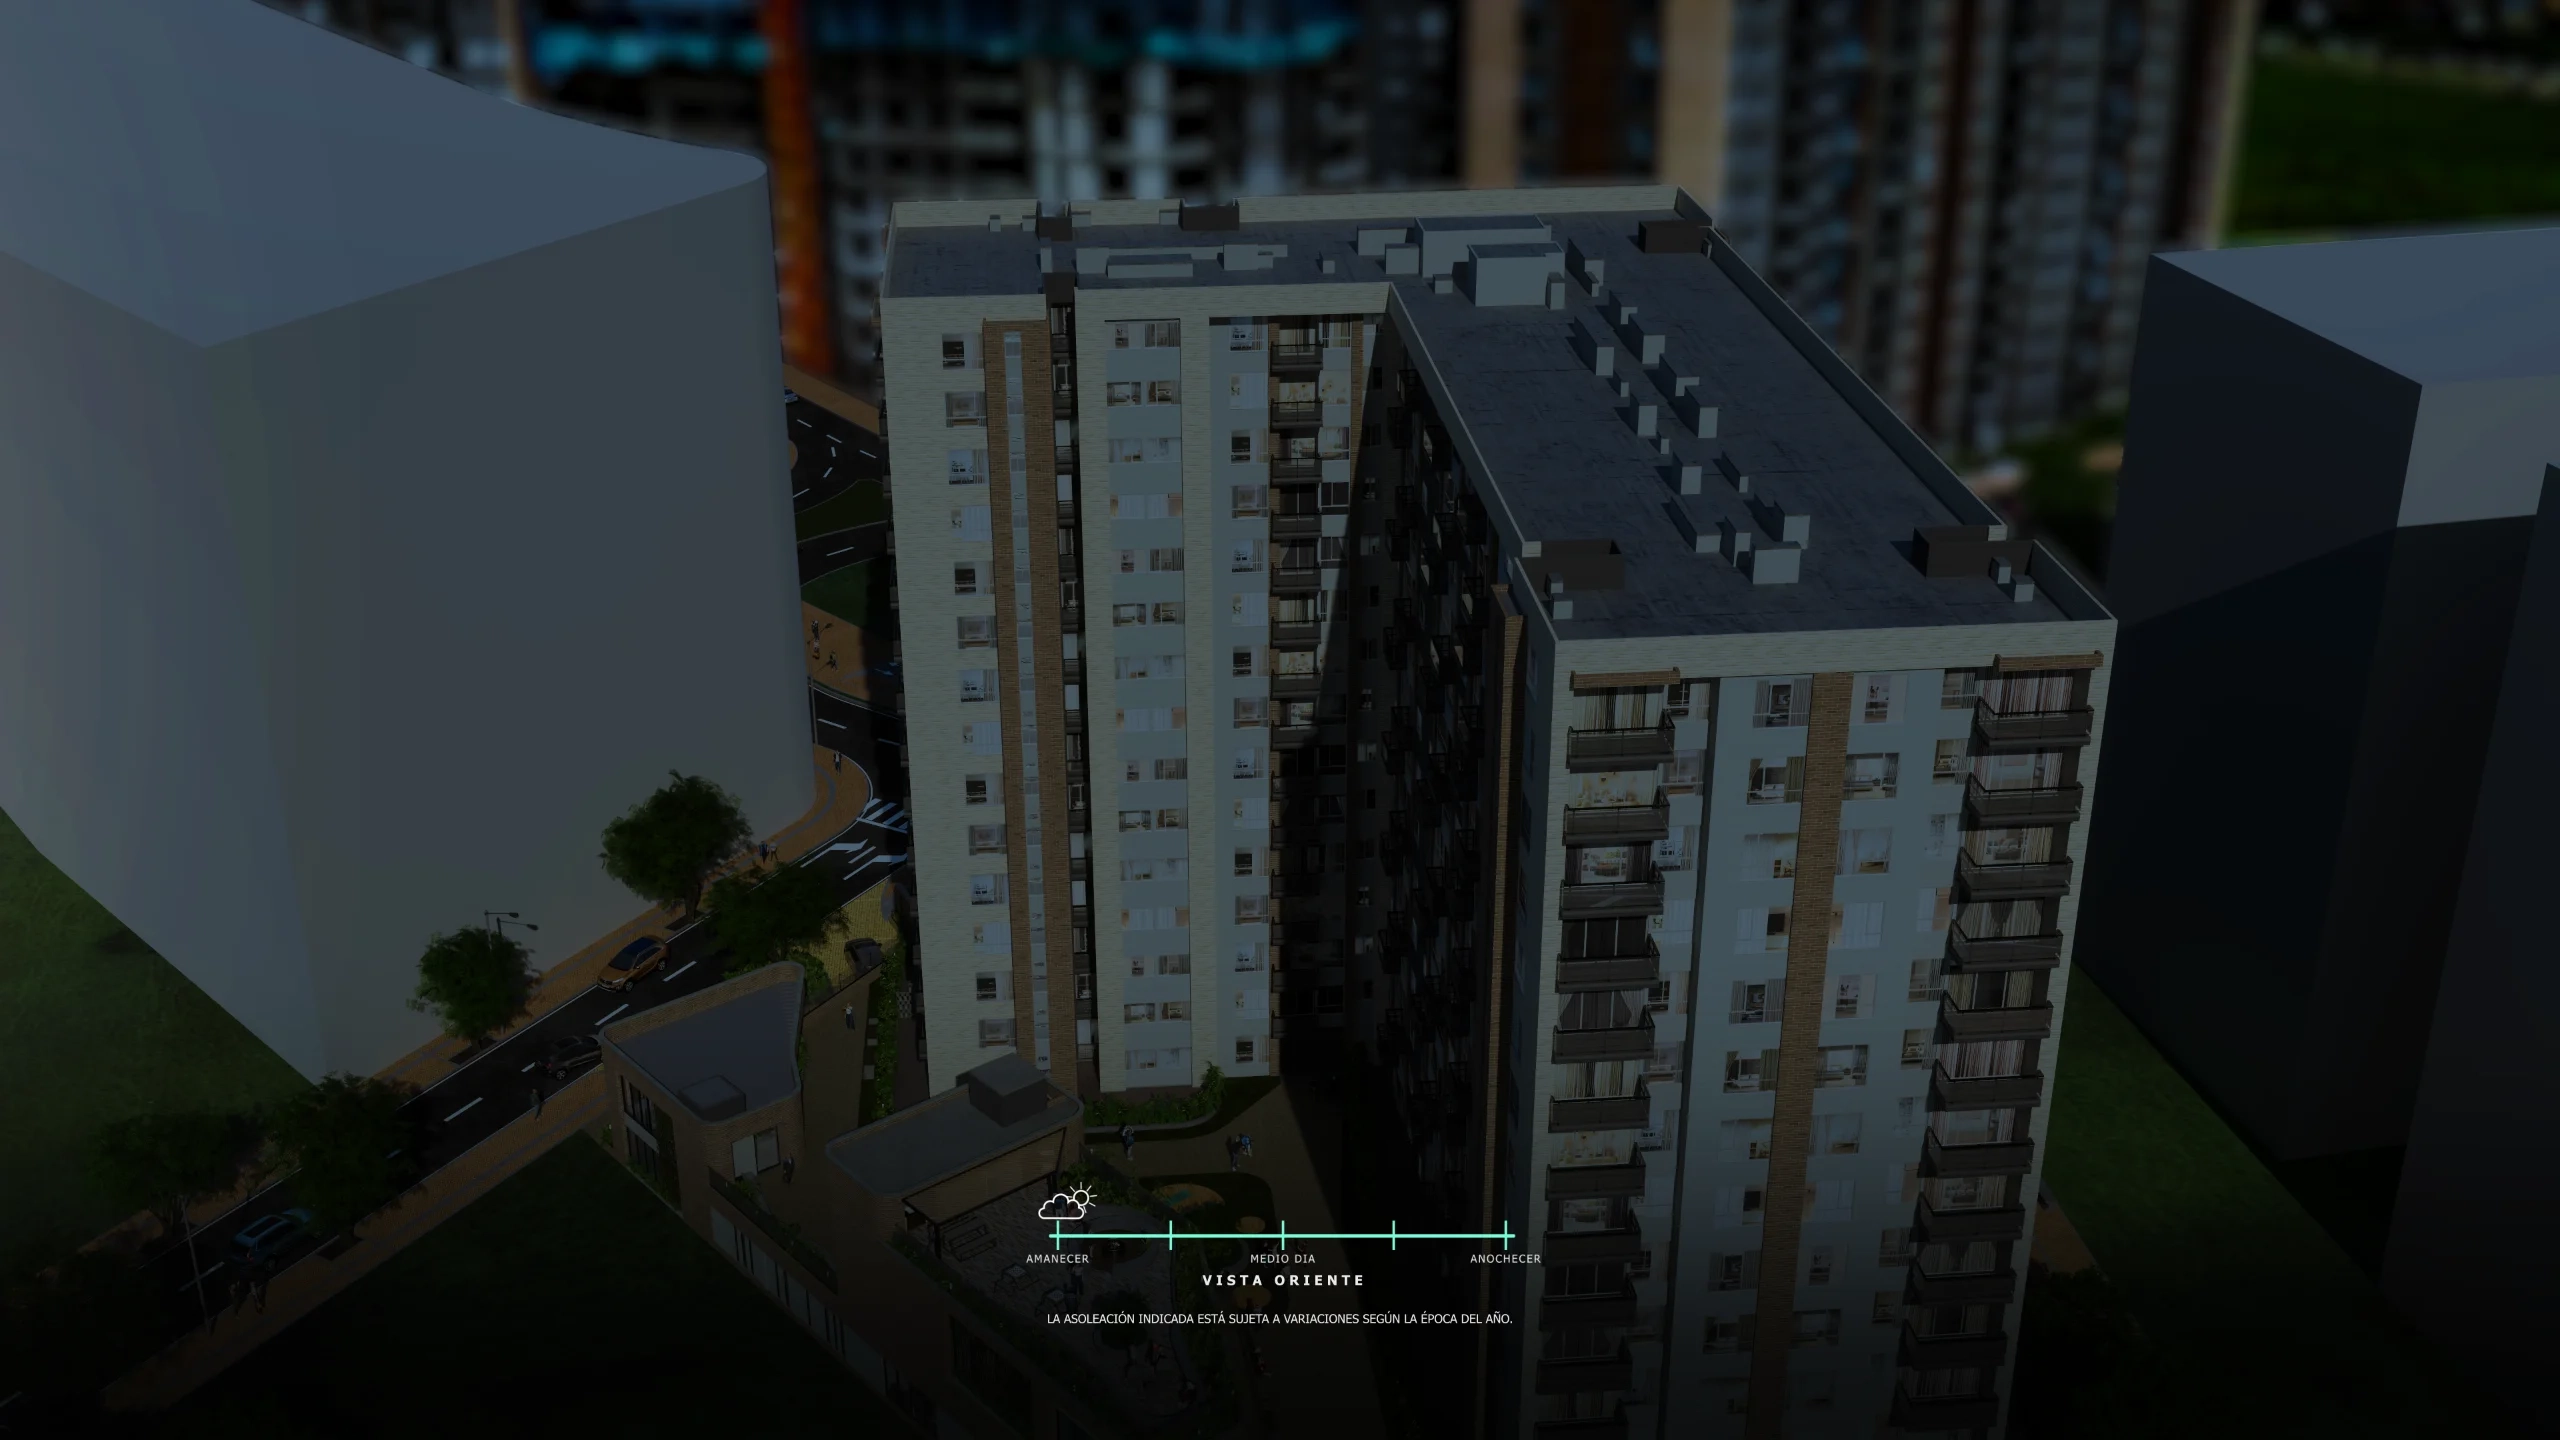 AMANECER MEDIO DIA ANOCHECER
VISTA ORIENTE
LA ASOLEACIÓN INDICADA ESTÁ SUJETA A VARIACIONES SEGÚN LA ÉPOCA DEL AÑO.